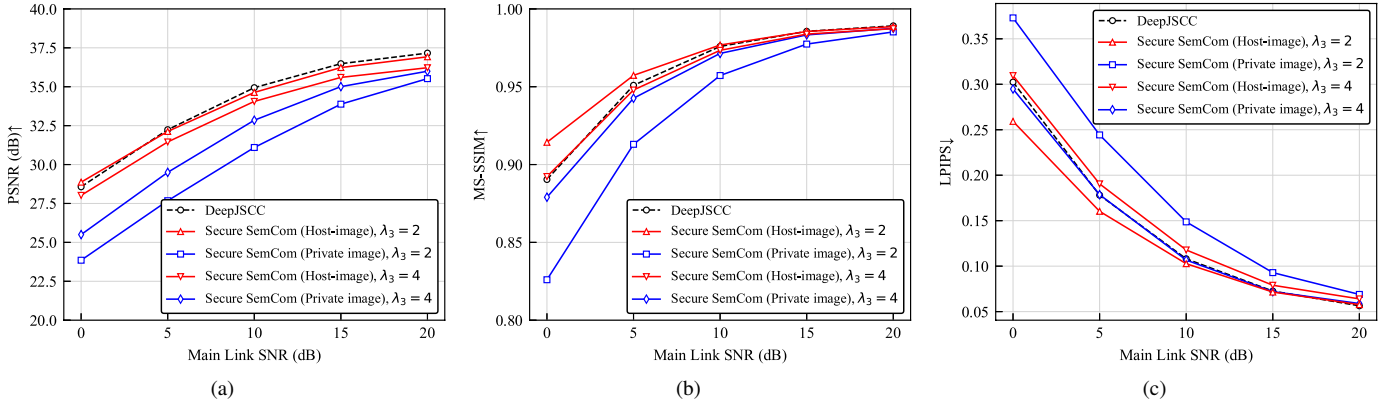 40.0
37.5
35.0
32.5
30.0
27.5
25.0
22.5
20.0
PSNR (dB)↑
DeepJSCC
Secure SemCom (Host-image), λ₃ = 2
Secure SemCom (Private image), λ₃ = 2
Secure SemCom (Host-image), λ₃ = 4
Secure SemCom (Private image), λ₃ = 4
0 5 10 15 20
Main Link SNR (dB)
(a)
1.00
0.95
0.90
0.85
0.80
MS-SSIM↑
DeepJSCC
Secure SemCom (Host-image), λ₃ = 2
Secure SemCom (Private image), λ₃ = 2
Secure SemCom (Host-image), λ₃ = 4
Secure SemCom (Private image), λ₃ = 4
0 5 10 15 20
Main Link SNR (dB)
(b)
0.35
0.30
0.25
0.20
0.15
0.10
0.05
LPIPS↓
DeepJSCC
Secure SemCom (Host-image), λ₃ = 2
Secure SemCom (Private image), λ₃ = 2
Secure SemCom (Host-image), λ₃ = 4
Secure SemCom (Private image), λ₃ = 4
0 5 10 15 20
Main Link SNR (dB)
(c)